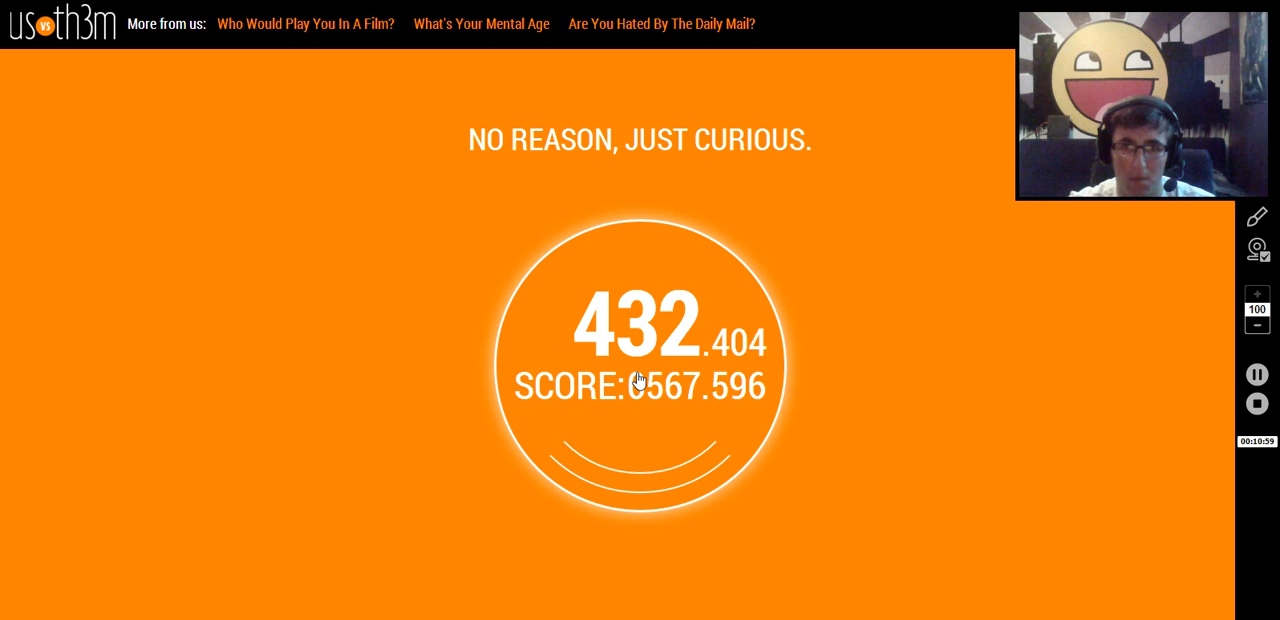 us vs th3m More from us: Who Would Play You In A Film? What's Your Mental Age Are You Hated By The Daily Mail?
NO REASON, JUST CURIOUS.
432.404
SCORE:0567.596
+
100
-
00:10:59